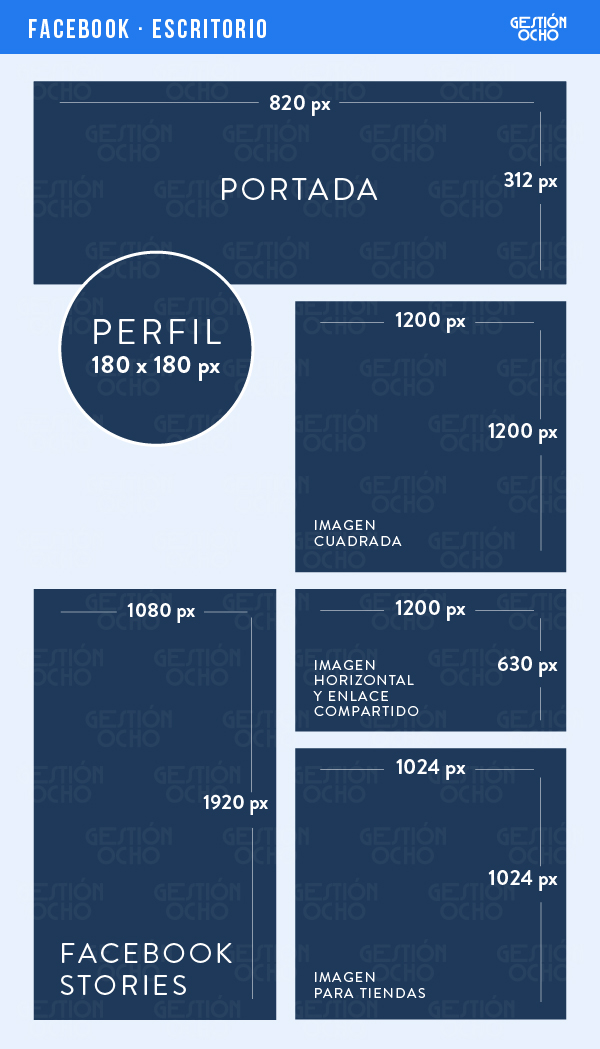 FACEBOOK · ESCRITORIO
GESTIÓN
OCHO
820 px
PORTADA
312 px
PERFIL
180 x 180 px
1200 px
1200 px
IMAGEN
CUADRADA
1080 px
1920 px
FACEBOOK
STORIES
1200 px
630 px
IMAGEN
HORIZONTAL
Y ENLACE
COMPARTIDO
1024 px
1024 px
IMAGEN
PARA TIENDAS